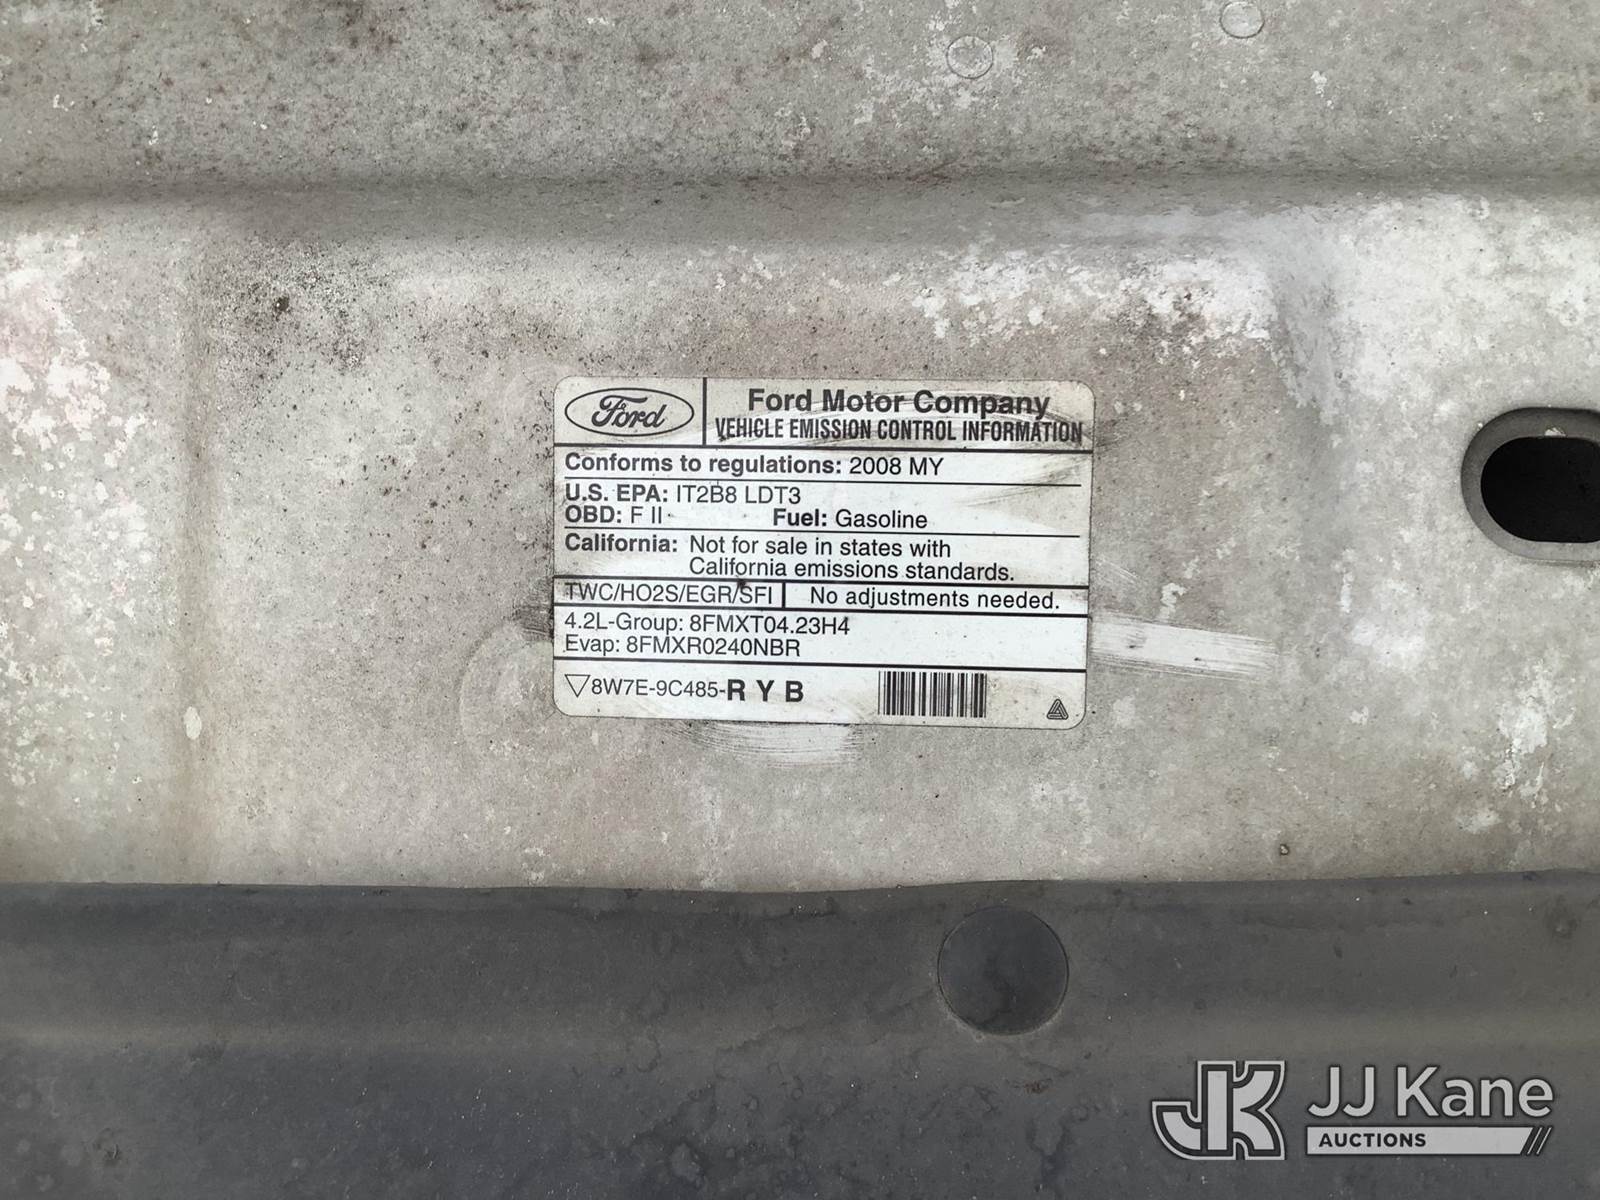 Ford
Ford Motor Company
VEHICLE EMISSION CONTROL INFORMATION
Conforms to regulations: 2008 MY
U.S. EPA: IT2B8 LDT3
OBD: F II Fuel: Gasoline
California: Not for sale in states with
California emissions standards.
TWC/HO2S/EGR/SFI No adjustments needed.
4.2L-Group: 8FMXT04.23H4
Evap: 8FMXR0240NBR
8W7E-9C485-R Y B
JK JJ Kane
AUCTIONS